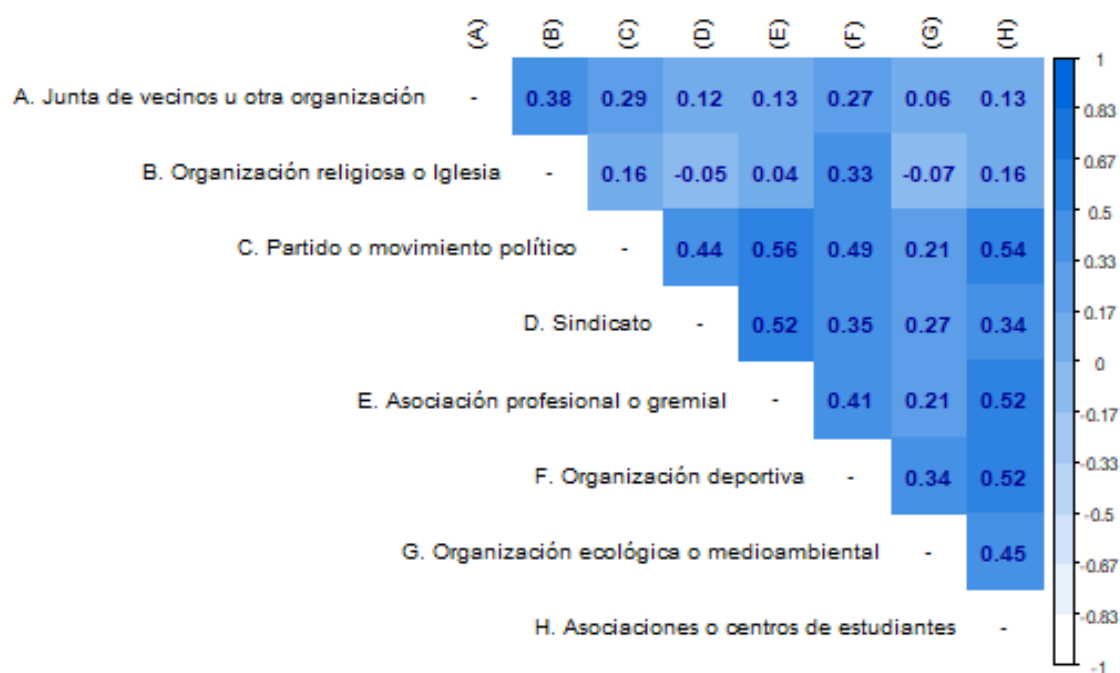 (A) (B) (C) (D) (E) (F) (G) (H)
A. Junta de vecinos u otra organización - 0.38 0.29 0.12 0.13 0.27 0.06 0.13
B. Organización religiosa o Iglesia - 0.16 -0.05 0.04 0.33 -0.07 0.16
C. Partido o movimiento político - 0.44 0.56 0.49 0.21 0.54
D. Sindicato - 0.52 0.35 0.27 0.34
E. Asociación profesional o gremial - 0.41 0.21 0.52
F. Organización deportiva - 0.34 0.52
G. Organización ecológica o medioambiental - 0.45
H. Asociaciones o centros de estudiantes -
1
0.83
0.67
0.5
0.33
0.17
0
-0.17
-0.33
-0.5
-0.67
-0.83
-1